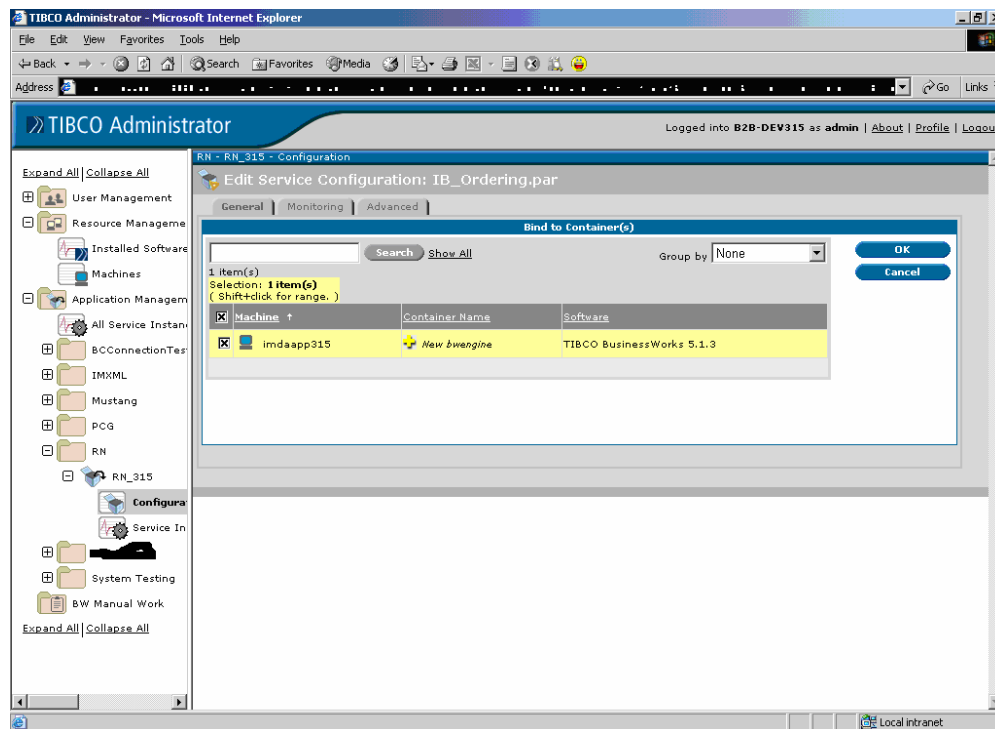 TIBCO Administrator - Microsoft Internet Explorer
File Edit View Favorites Tools Help
Back Search Favorites Media
Address Go Links
TIBCO Administrator
Logged into B2B-DEV315 as admin | About | Profile | Logou
Expand All | Collapse All
User Management
Resource Manageme
Installed Software
Machines
Application Managem
All Service Instan
BCConnectionTes
IMXML
Mustang
PCG
RN
RN_315
Configura
Service In
System Testing
BW Manual Work
Expand All | Collapse All
RN - RN_315 - Configuration
Edit Service Configuration: IB_Ordering.par
General Monitoring Advanced
Bind to Container(s)
Search Show All Group by None
OK
Cancel
1 item(s)
Selection: 1 item(s)
( Shift+click for range. )
Machine ↑ Container Name Software
imdaapp315 New bwengine TIBCO BusinessWorks 5.1.3
Local intranet